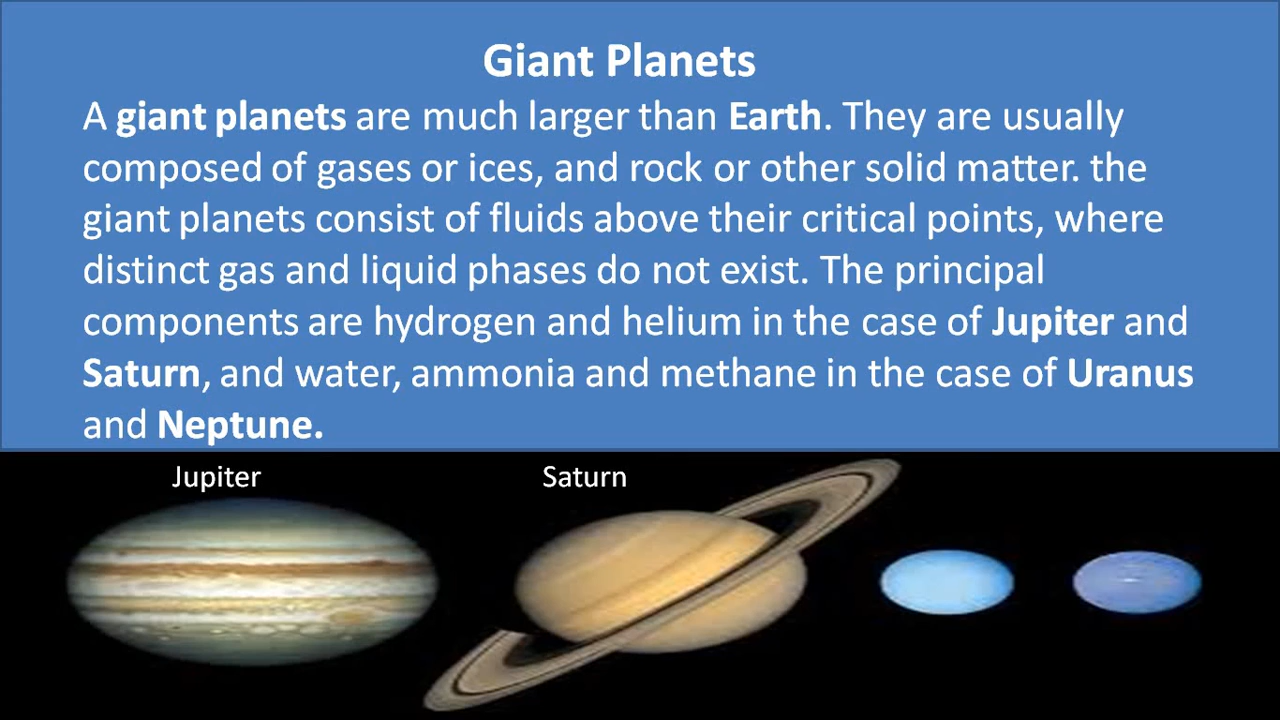 Giant Planets
A giant planets are much larger than Earth. They are usually
composed of gases or ices, and rock or other solid matter. the
giant planets consist of fluids above their critical points, where
distinct gas and liquid phases do not exist. The principal
components are hydrogen and helium in the case of Jupiter and
Saturn, and water, ammonia and methane in the case of Uranus
and Neptune.
Jupiter
Saturn